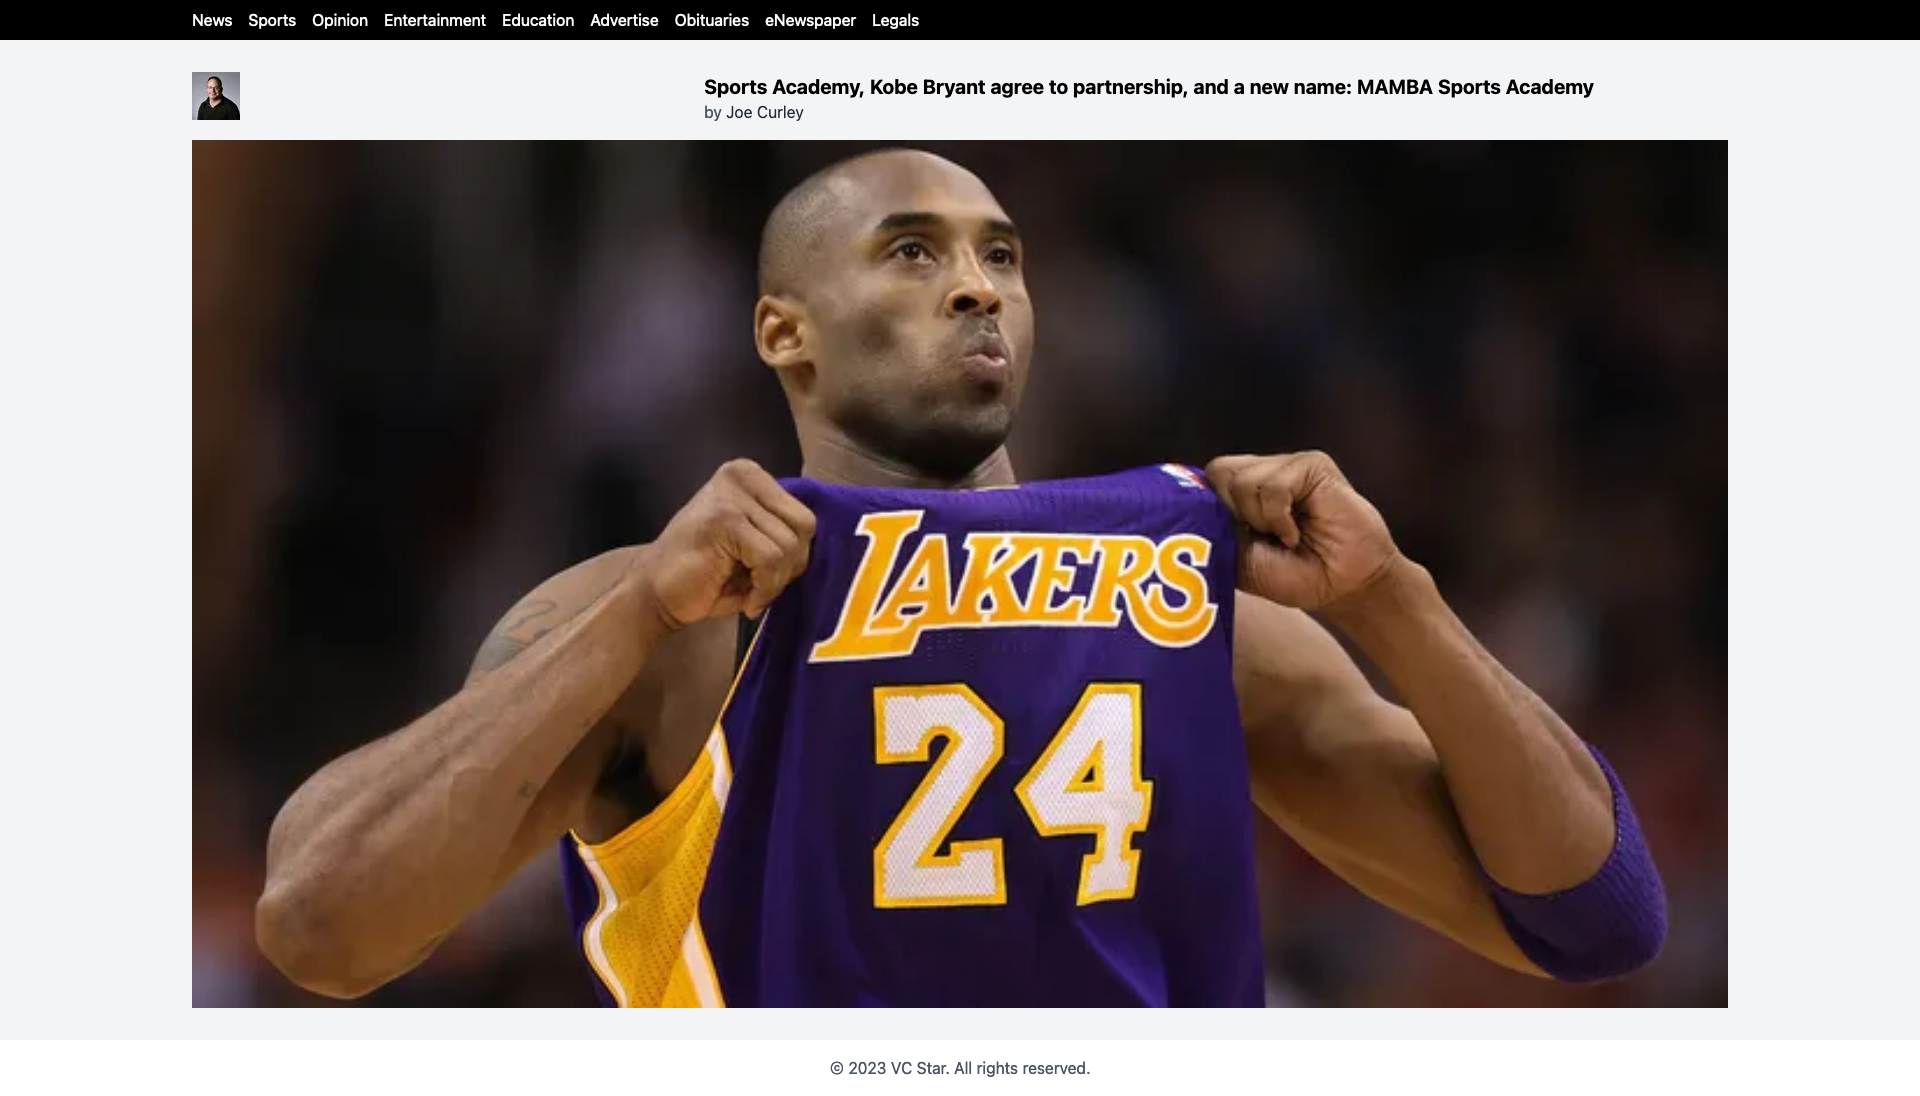 News Sports Opinion Entertainment Education Advertise Obituaries eNewspaper Legals
Sports Academy, Kobe Bryant agree to partnership, and a new name: MAMBA Sports Academy
by Joe Curley
LAKERS
24
© 2023 VC Star. All rights reserved.